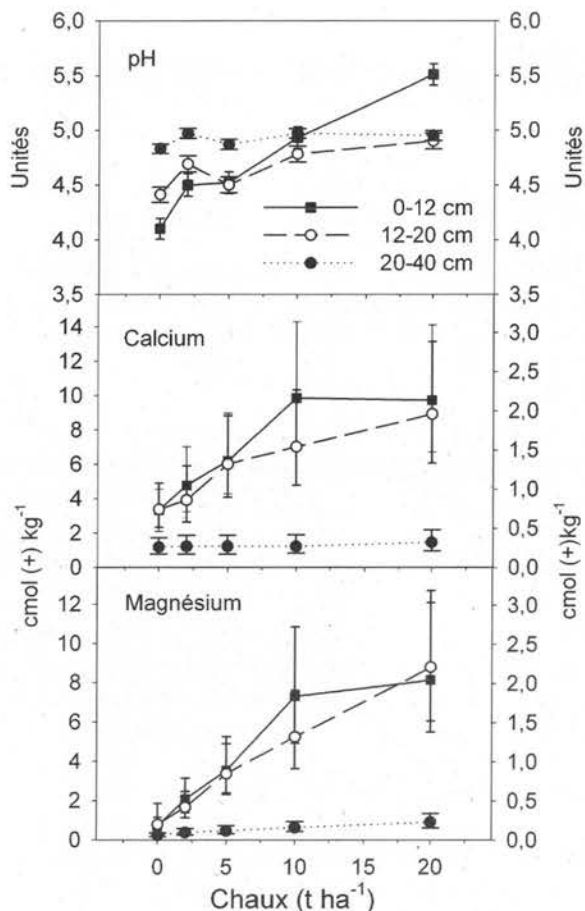 6,0 6,0
pH
5,5 5,5
5,0 5,0
Unités Unités
4,5 4,5
0-12 cm
4,0 12-20 cm 4,0
20-40 cm
3,5 3,5
14
Calcium 3,0
12
2,5
10
2,0
8
1,5
6
1,0
4
2 0,5
0 0,0
cmol (+) kg⁻¹ cmol (+) kg⁻¹
12 Magnésium 3,0
10 2,5
8 2,0
6 1,5
4 1,0
2 0,5
0 0,0
0 5 10 15 20
Chaux (t ha⁻¹)